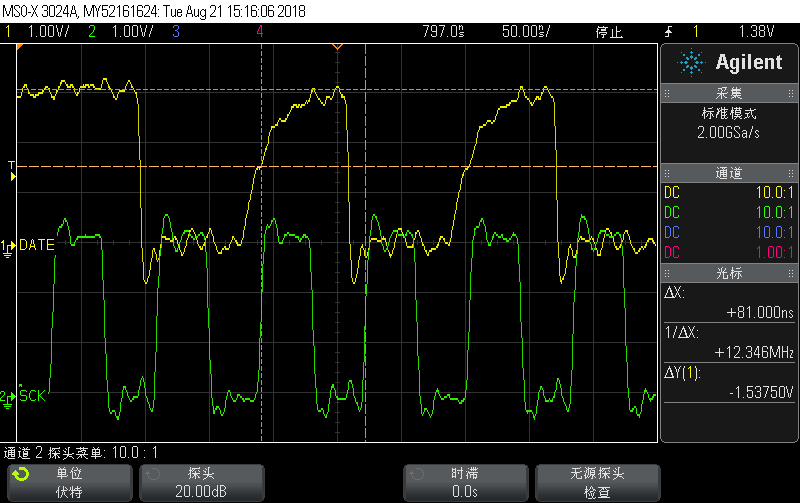 MSO-X 3024A, MY52161624: Tue Aug 21 15:16:06 2018
1 1.00V/ 2 1.00V/ 3 4 797.0s 50.00s/ 停止 1 1.38V
Agilent
采集
标准模式
2.00GSa/s
通道
DC 10.0:1
DC 10.0:1
DC 10.0:1
DC 1.00:1
光标
ΔX:
+81.000ns
1/ΔX:
+12.346MHz
ΔY(1):
-1.53750V
T
1 DATE
2 SCK
通道 2 探头菜单: 10.0 : 1
单位
伏特
探头
20.00dB
时滞
0.0s
无源探头
检查